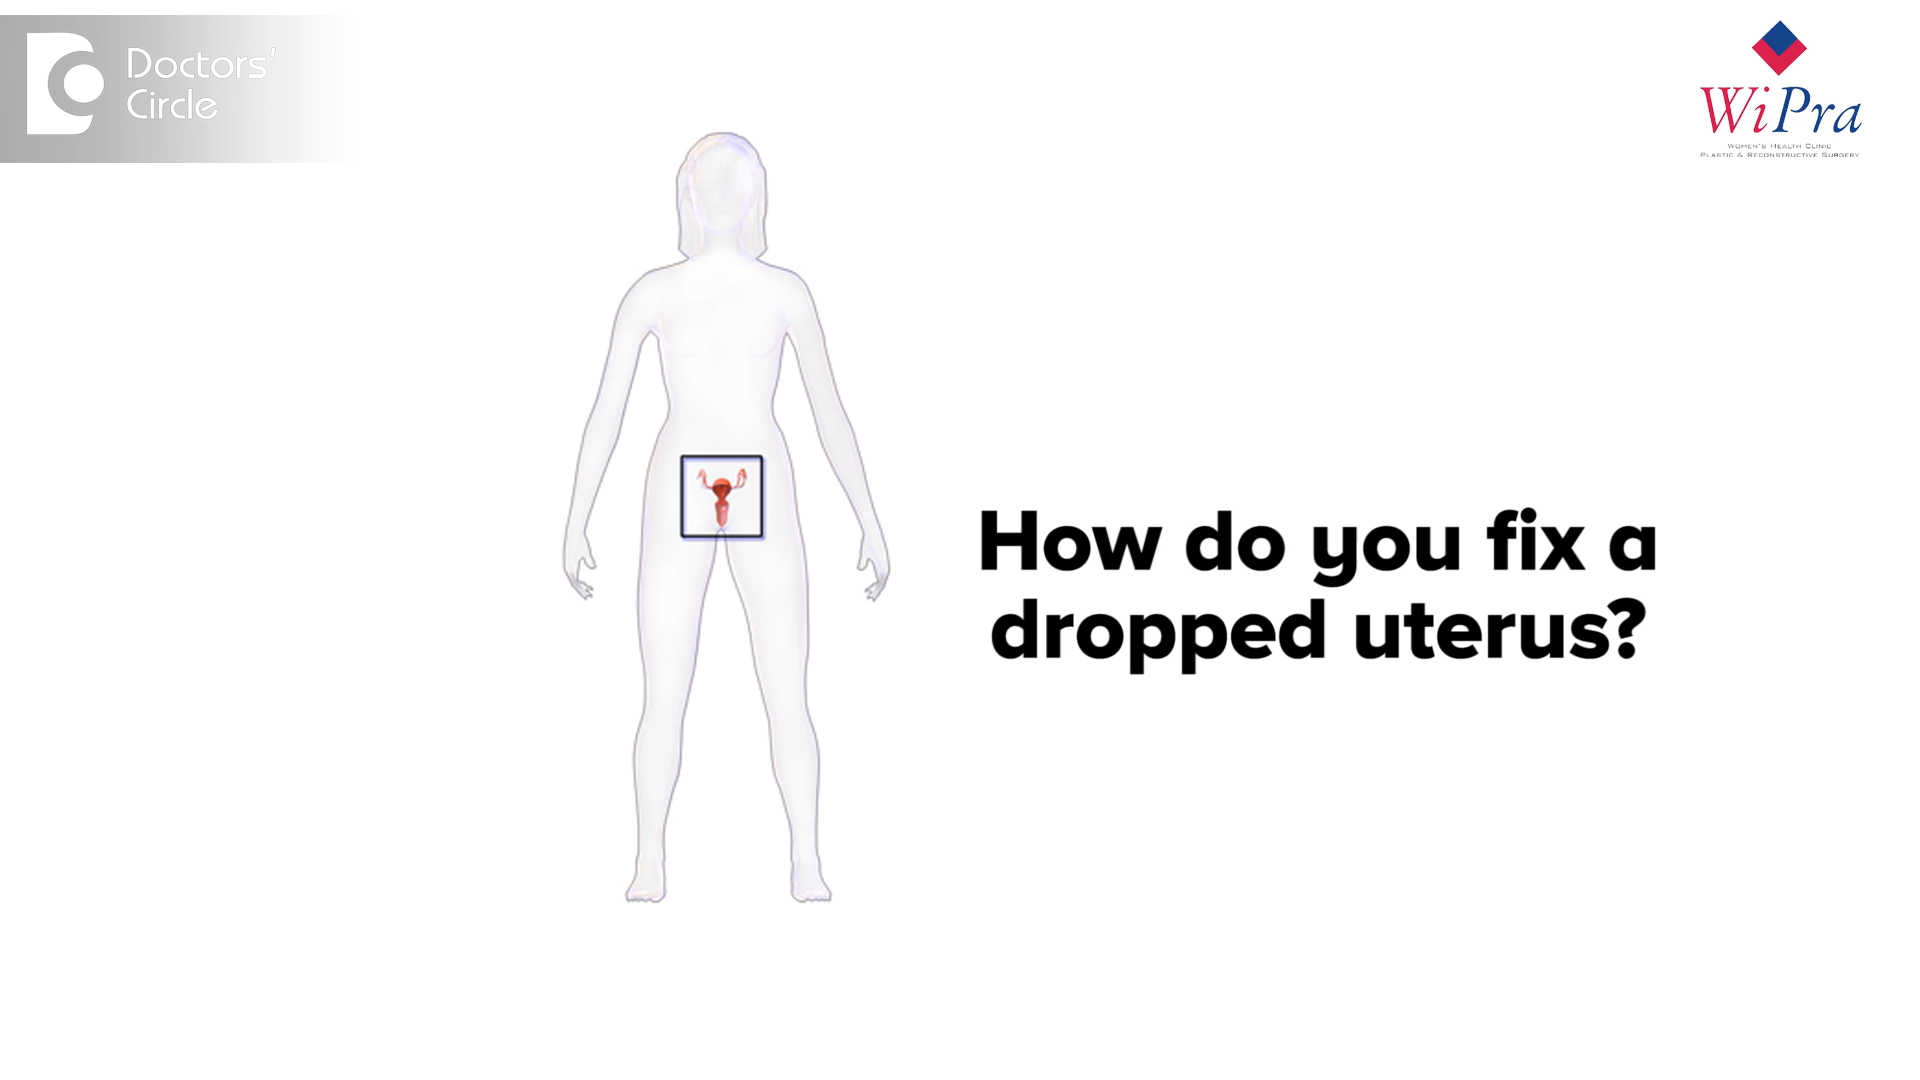 Doctors'
Circle
WiPra
Women's Health Clinic
Plastic & Reconstructive Surgery
How do you fix a
dropped uterus?